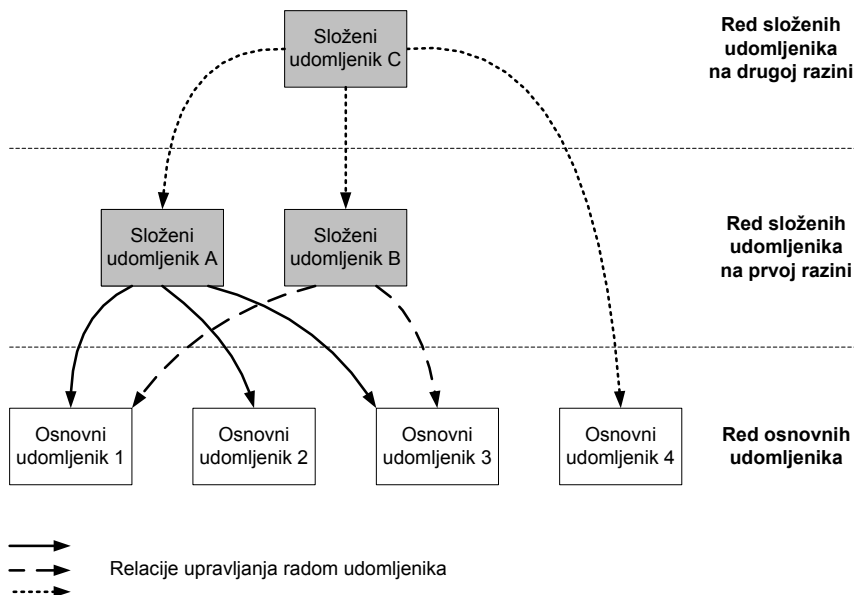 Složeni
udomljenik C
Red složenih
udomljenika
na drugoj razini
Složeni
udomljenik A
Složeni
udomljenik B
Red složenih
udomljenika
na prvoj razini
Osnovni
udomljenik 1
Osnovni
udomljenik 2
Osnovni
udomljenik 3
Osnovni
udomljenik 4
Red osnovnih
udomljenika
Relacije upravljanja radom udomljenika